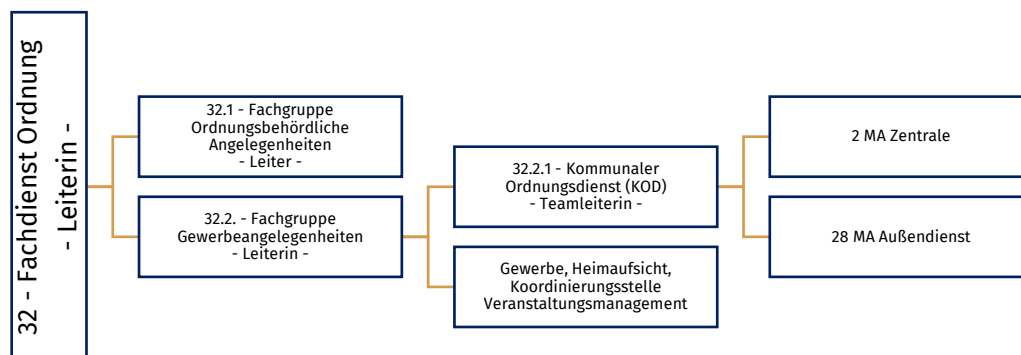 32 - Fachdienst Ordnung
- Leiterin -
32.1 - Fachgruppe
Ordnungsbehördliche
Angelegenheiten
- Leiter -
32.2. - Fachgruppe
Gewerbeangelegenheiten
- Leiterin -
32.2.1 - Kommunaler
Ordnungsdienst (KOD)
- Teamleiterin -
Gewerbe, Heimaufsicht,
Koordinierungsstelle
Veranstaltungsmanagement
2 MA Zentrale
28 MA Außendienst